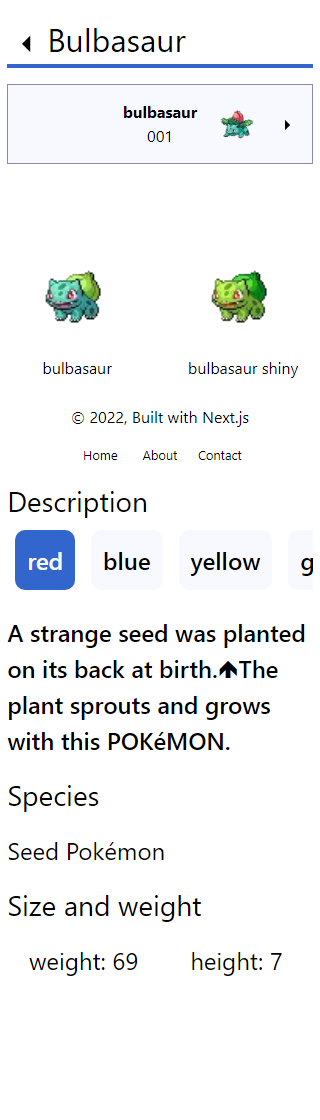 Bulbasaur
bulbasaur
001
bulbasaur bulbasaur shiny
© 2022, Built with Next.js
Home About Contact
Description
red blue yellow g
A strange seed was planted
on its back at birth.🡹The
plant sprouts and grows
with this POKéMON.
Species
Seed Pokémon
Size and weight
weight: 69 height: 7